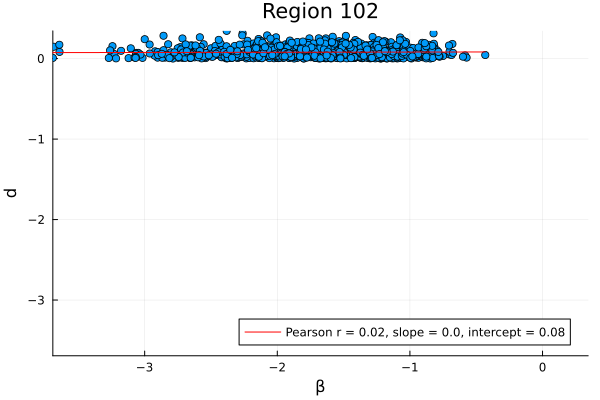 Region 102
d
0
−1
−2
−3
Pearson r = 0.02, slope = 0.0, intercept = 0.08
−3 −2 −1 0
β